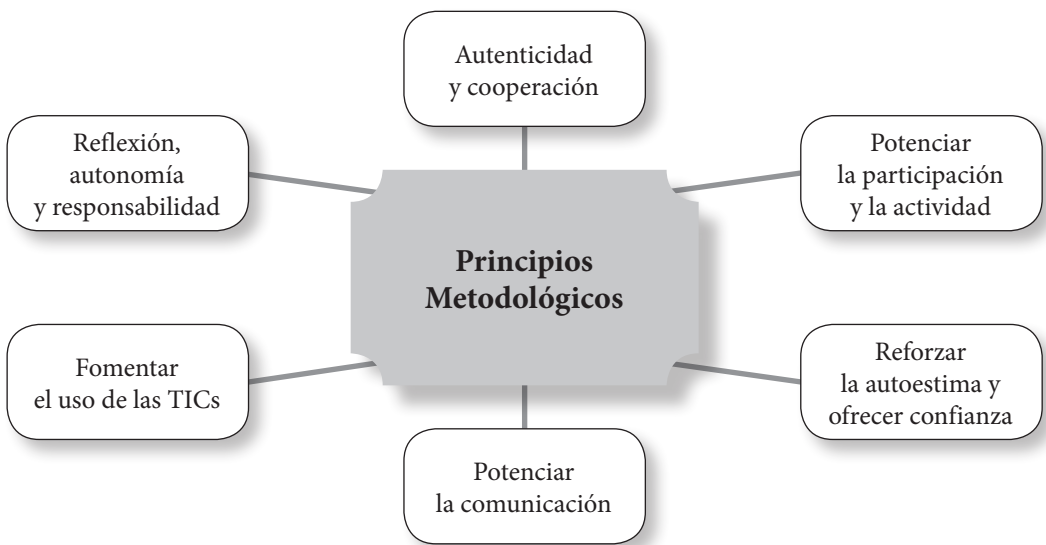 Autenticidad
y cooperación
Reflexión,
autonomía
y responsabilidad
Potenciar
la participación
y la actividad
Principios
Metodológicos
Fomentar
el uso de las TICs
Reforzar
la autoestima y
ofrecer confianza
Potenciar
la comunicación